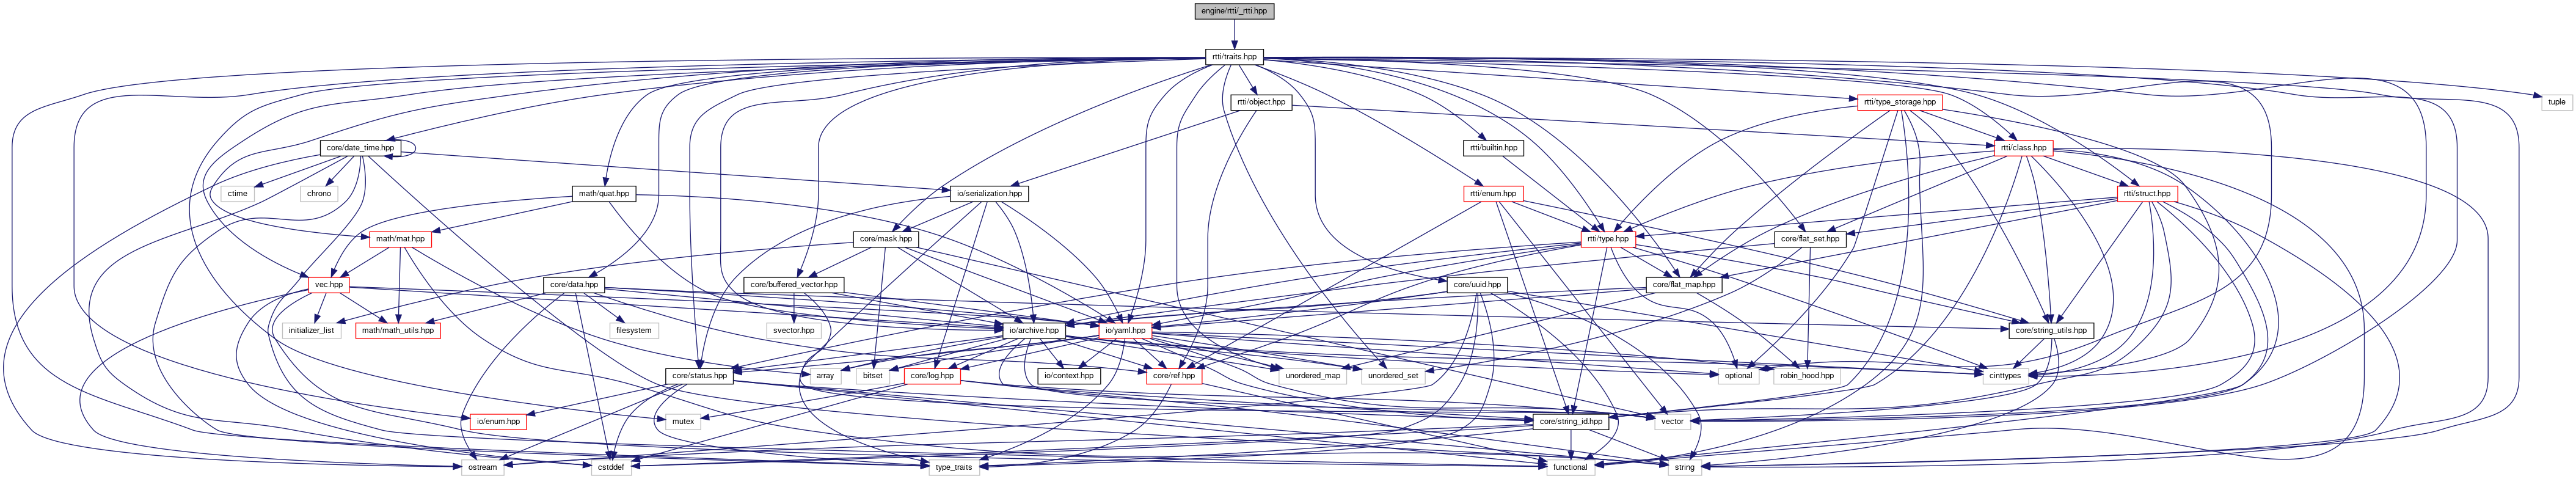 engine/rtti/_rtti.hpp
rtti/traits.hpp
rtti/object.hpp
rtti/type_storage.hpp
tuple
core/date_time.hpp
rtti/builtin.hpp
rtti/class.hpp
ctime
chrono
math/quat.hpp
io/serialization.hpp
rtti/enum.hpp
rtti/struct.hpp
math/mat.hpp
core/mask.hpp
rtti/type.hpp
core/flat_set.hpp
vec.hpp
core/data.hpp
core/buffered_vector.hpp
core/uuid.hpp
core/flat_map.hpp
initializer_list
math/math_utils.hpp
filesystem
svector.hpp
io/archive.hpp
io/yaml.hpp
core/string_utils.hpp
core/status.hpp
array
bitset
core/log.hpp
io/context.hpp
core/ref.hpp
unordered_map
unordered_set
optional
robin_hood.hpp
cinttypes
io/enum.hpp
mutex
core/string_id.hpp
vector
ostream
cstddef
type_traits
functional
string